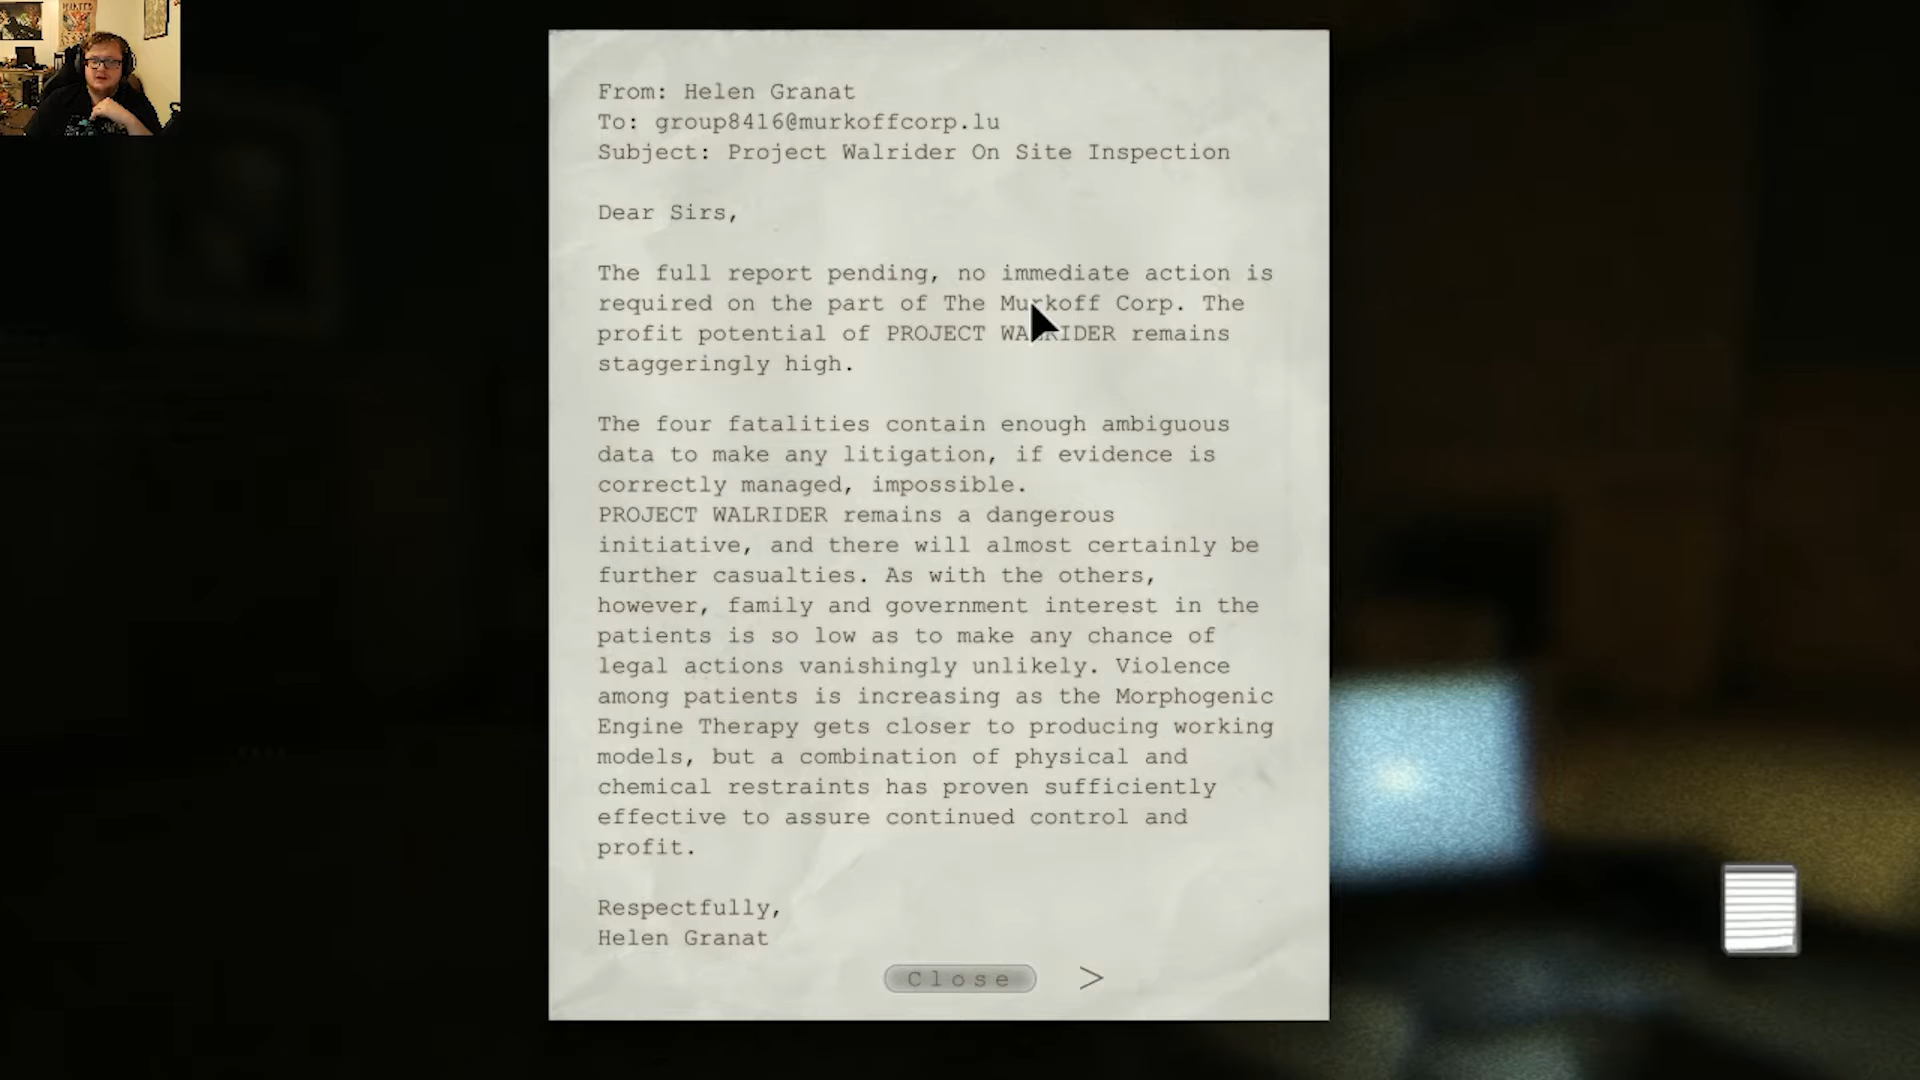 From: Helen Granat
To: group8416@murkoffcorp.lu
Subject: Project Walrider On Site Inspection
Dear Sirs,
The full report pending, no immediate action is
required on the part of The Murkoff Corp. The
profit potential of PROJECT WALRIDER remains
staggeringly high.
The four fatalities contain enough ambiguous
data to make any litigation, if evidence is
correctly managed, impossible.
PROJECT WALRIDER remains a dangerous
initiative, and there will almost certainly be
further casualties. As with the others,
however, family and government interest in the
patients is so low as to make any chance of
legal actions vanishingly unlikely. Violence
among patients is increasing as the Morphogenic
Engine Therapy gets closer to producing working
models, but a combination of physical and
chemical restraints has proven sufficiently
effective to assure continued control and
profit.
Respectfully,
Helen Granat
Close >